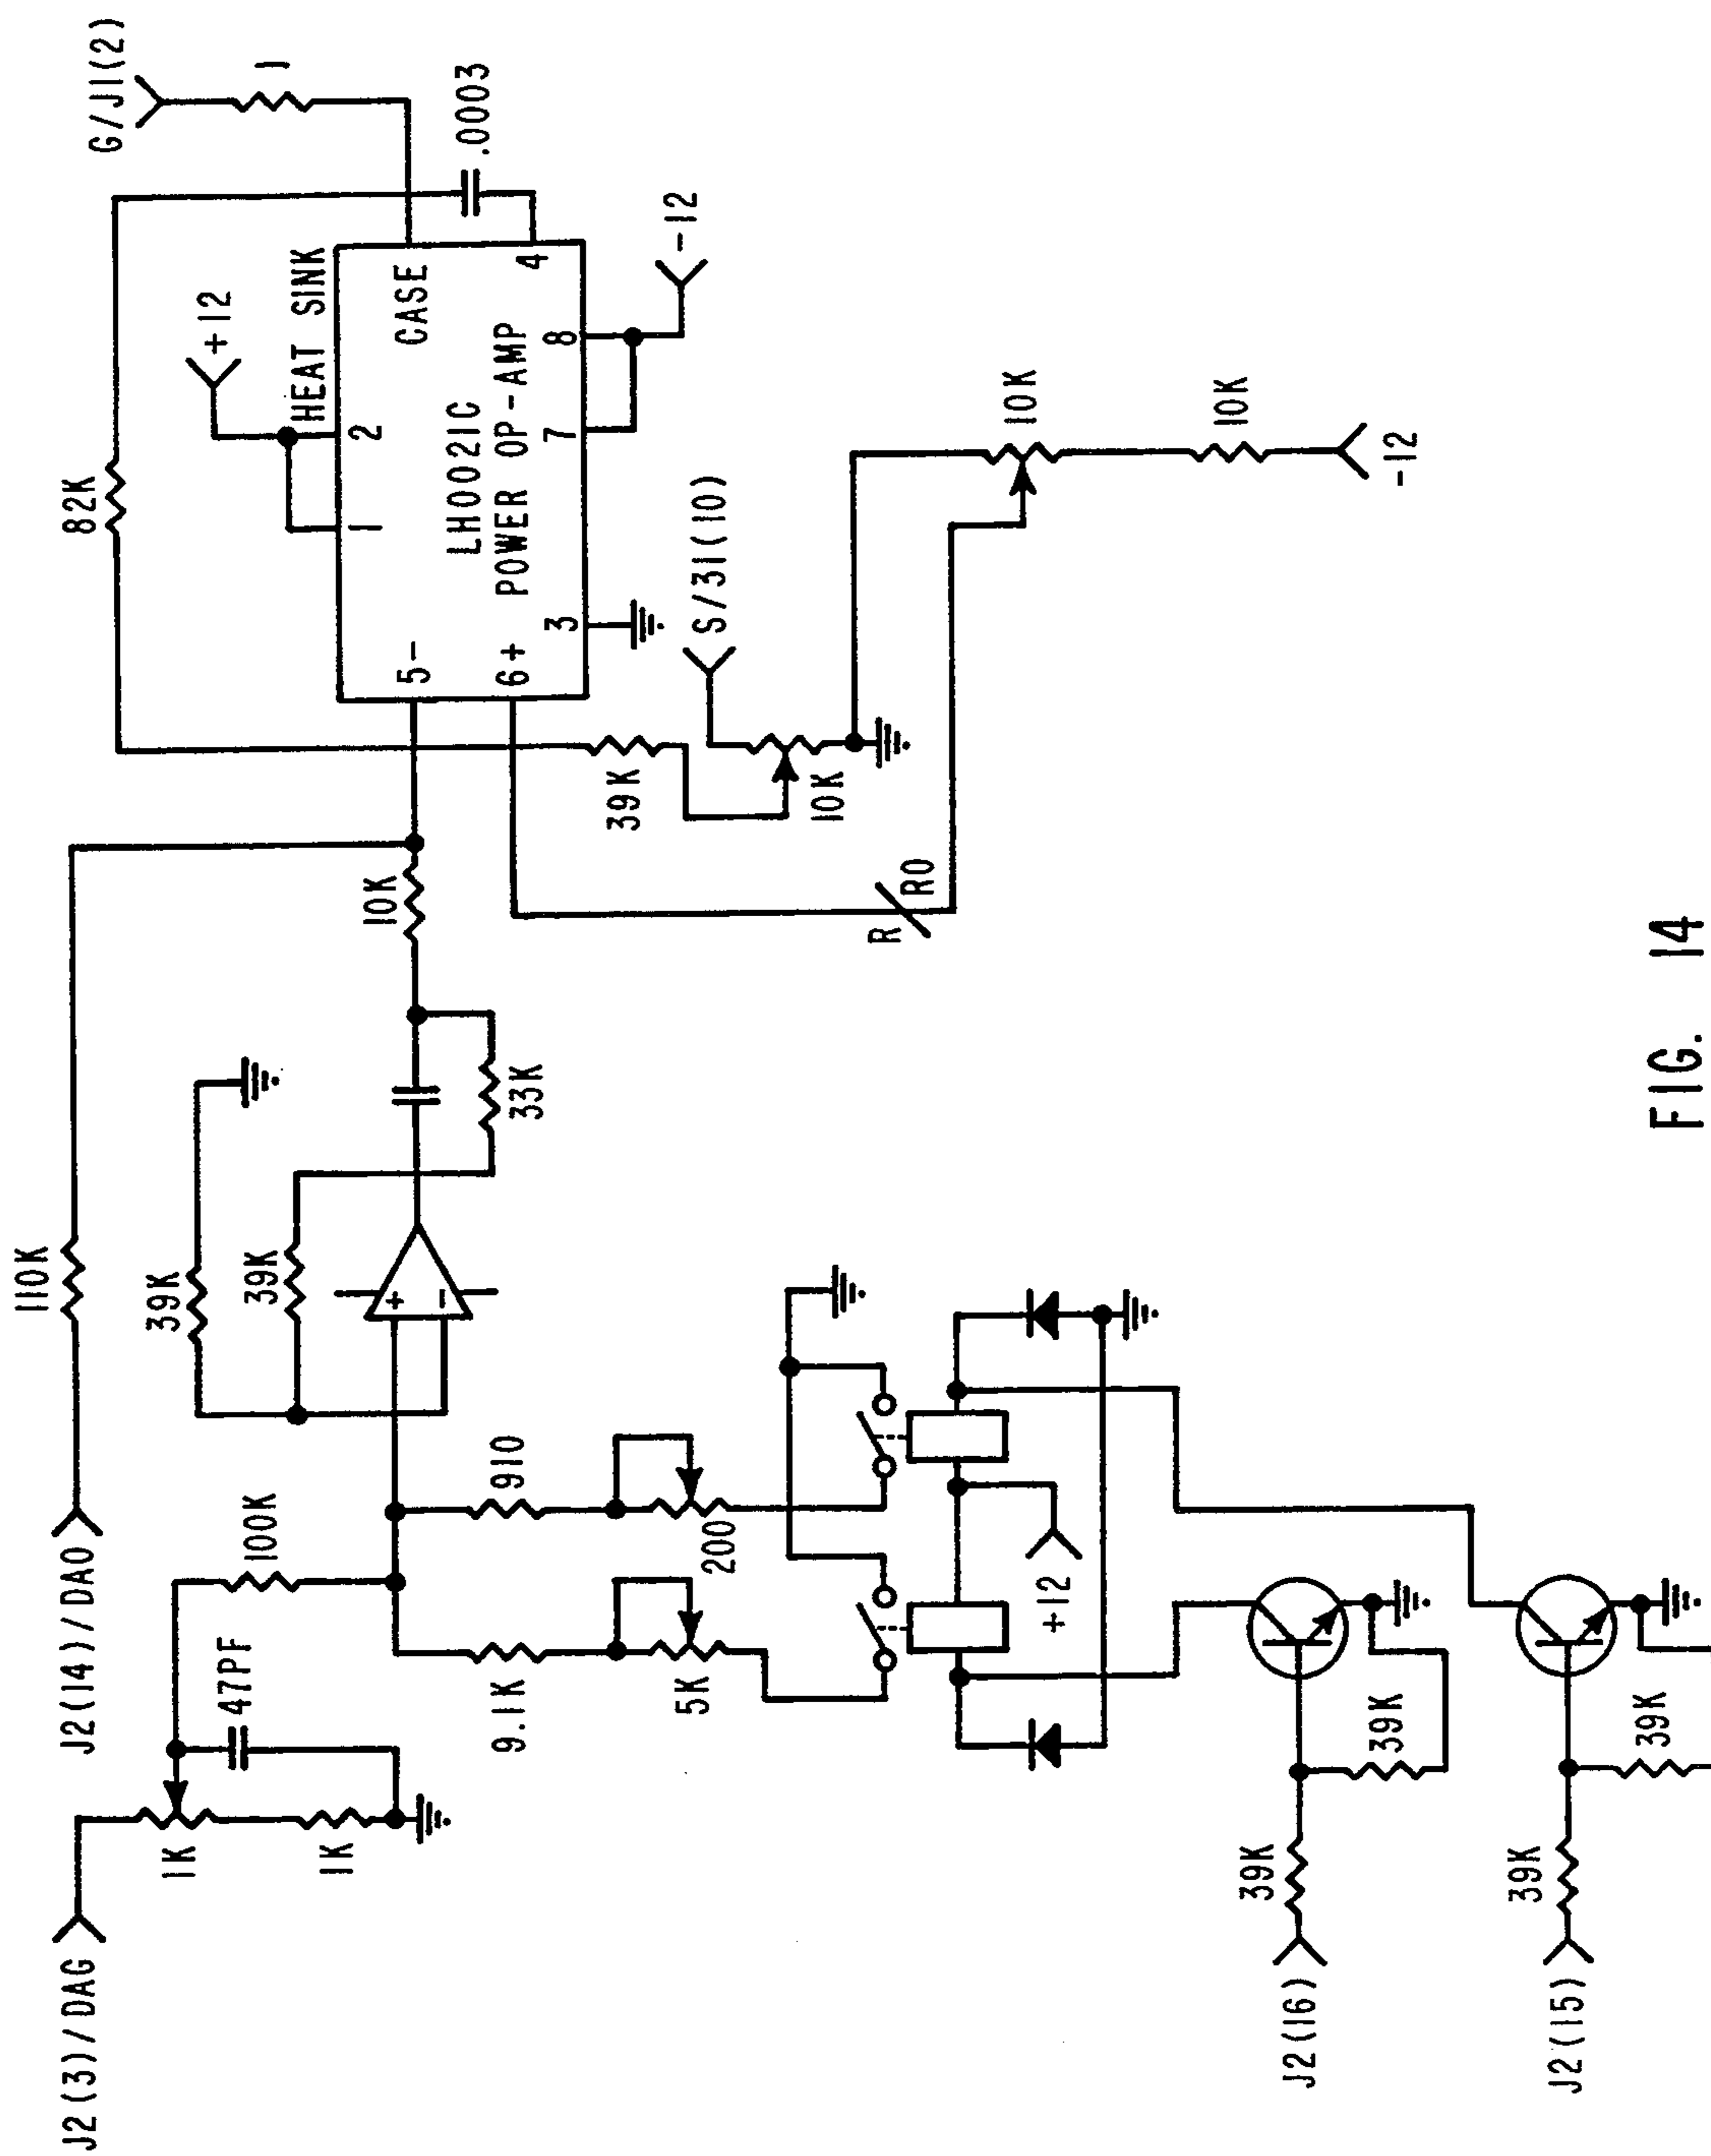 J2(3)/DAG
1K
1K
47PF
J2(14)/DAO
110K
100K
39K
39K
+
-
33K
10K
9.1K
910
5K
200
+12
82K
G/J1(2)
1
+12
HEAT SINK
1
2
CASE
.0003
5-
LH0021C
POWER OP-AMP
4
6+
3
7
8
-12
39K
S/31(10)
10K
R
RO
10K
10K
-12
J2(16)
39K
39K
J2(15)
39K
39K
FIG. 14